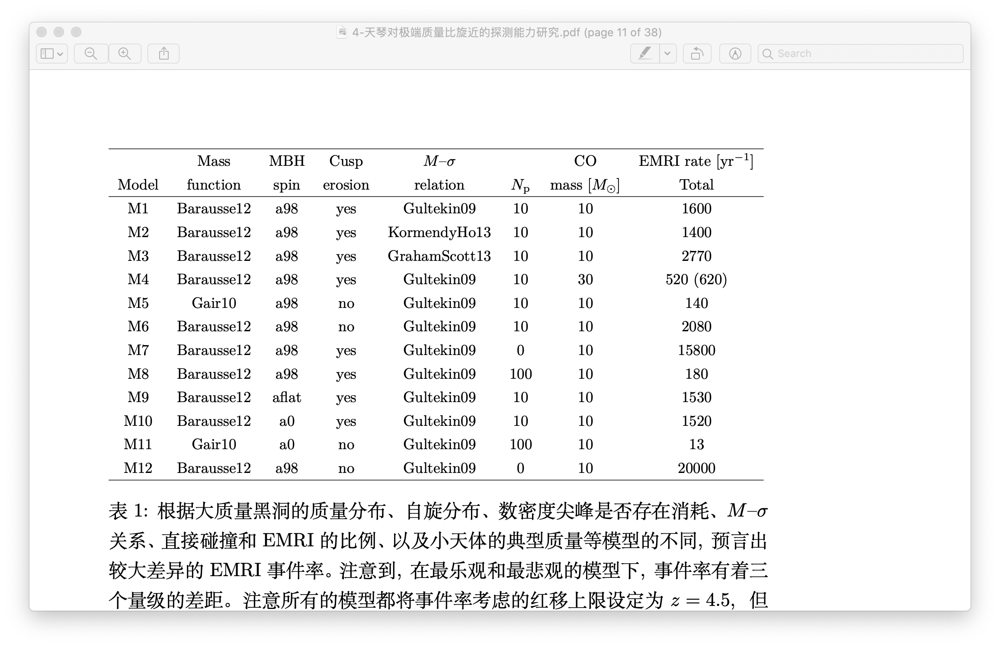 4-天琴对极端质量比旋近的探测能力研究.pdf (page 11 of 38)
Search
Mass MBH Cusp M–σ CO EMRI rate [yr⁻¹]
Model function spin erosion relation Nₚ mass [M⊙] Total
M1 Barausse12 a98 yes Gultekin09 10 10 1600
M2 Barausse12 a98 yes KormendyHo13 10 10 1400
M3 Barausse12 a98 yes GrahamScott13 10 10 2770
M4 Barausse12 a98 yes Gultekin09 10 30 520 (620)
M5 Gair10 a98 no Gultekin09 10 10 140
M6 Barausse12 a98 no Gultekin09 10 10 2080
M7 Barausse12 a98 yes Gultekin09 0 10 15800
M8 Barausse12 a98 yes Gultekin09 100 10 180
M9 Barausse12 aflat yes Gultekin09 10 10 1530
M10 Barausse12 a0 yes Gultekin09 10 10 1520
M11 Gair10 a0 no Gultekin09 100 10 13
M12 Barausse12 a98 no Gultekin09 0 10 20000
表 1: 根据大质量黑洞的质量分布、自旋分布、数密度尖峰是否存在消耗、M–σ
关系、直接碰撞和 EMRI 的比例、以及小天体的典型质量等模型的不同, 预言出
较大差异的 EMRI 事件率。注意到, 在最乐观和最悲观的模型下, 事件率有着三
个量级的差距。注意所有的模型都将事件率考虑的红移上限设定为 z = 4.5, 但